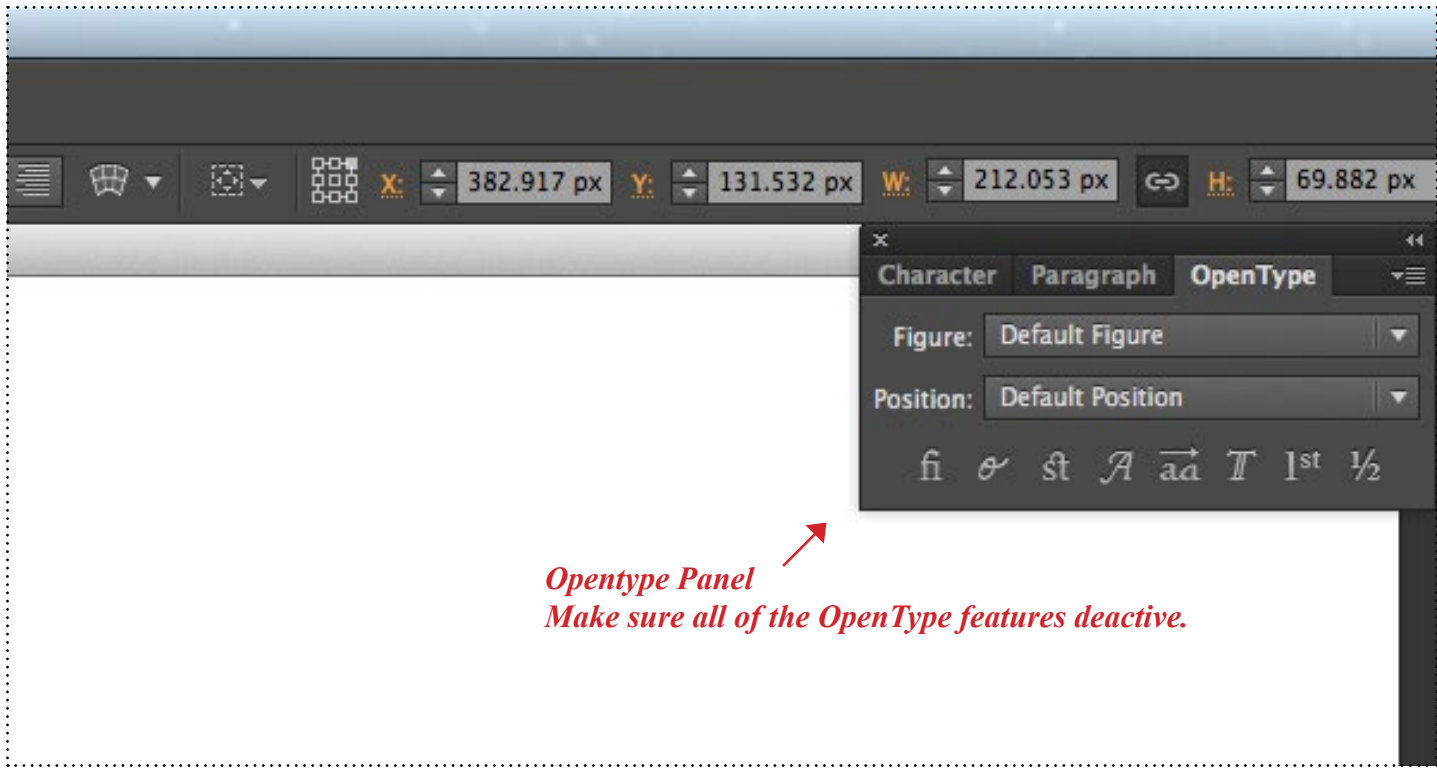 X: 382.917 px Y: 131.532 px W: 212.053 px H: 69.882 px
Character Paragraph OpenType
Figure: Default Figure
Position: Default Position
fi st A aa T 1st ½
Opentype Panel
Make sure all of the OpenType features deactive.